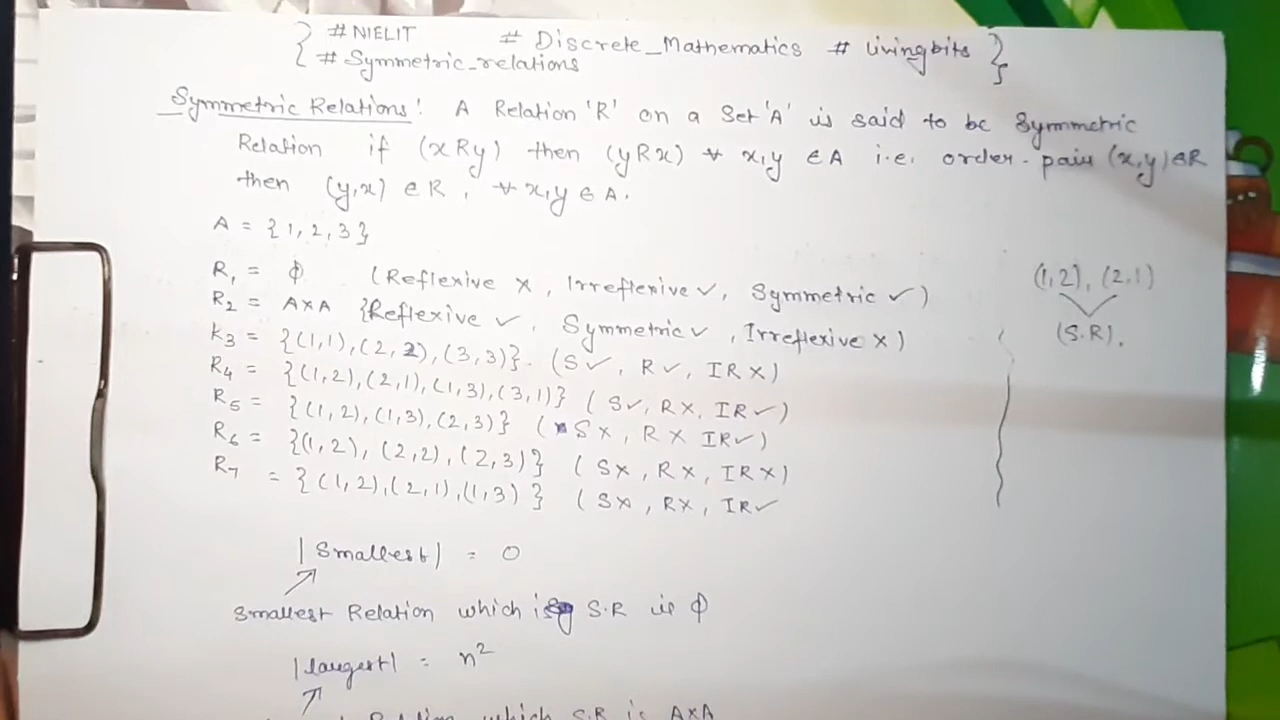 { #NIELIT # Discrete_Mathematics # livingbits }
# Symmetric_relations
Symmetric Relations: A Relation 'R' on a Set 'A' is said to be Symmetric
Relation if (xRy) then (yRx) ∀ x,y ∈A i.e. order-pair (x,y)∈R
then (y,x) ∈ R, ∀ x,y ∈ A.
A = {1, 2, 3}
R₁ = ϕ (Reflexive ×, Irreflexive ✓, Symmetric ✓)
(1,2), (2,1)
R₂ = A×A {Reflexive ✓, Symmetric ✓, Irreflexive ×)
(S.R).
R₃ = {(1,1), (2,2), (3,3)}. (S✓, R✓, IR×)
R₄ = {(1,2), (2,1), (1,3), (3,1)} (S✓, R×, IR✓)
R₅ = {(1,2), (1,3), (2,3)} (S×, R× IR✓)
R₆ = {(1,2), (2,2), (2,3)} (S×, R×, IR×)
R₇ = {(1,2), (2,1), (1,3)} (S×, R×, IR✓
|Smallest| = 0
Smallest Relation which is S.R is ϕ
|largest| = n²
which S.R is A×A